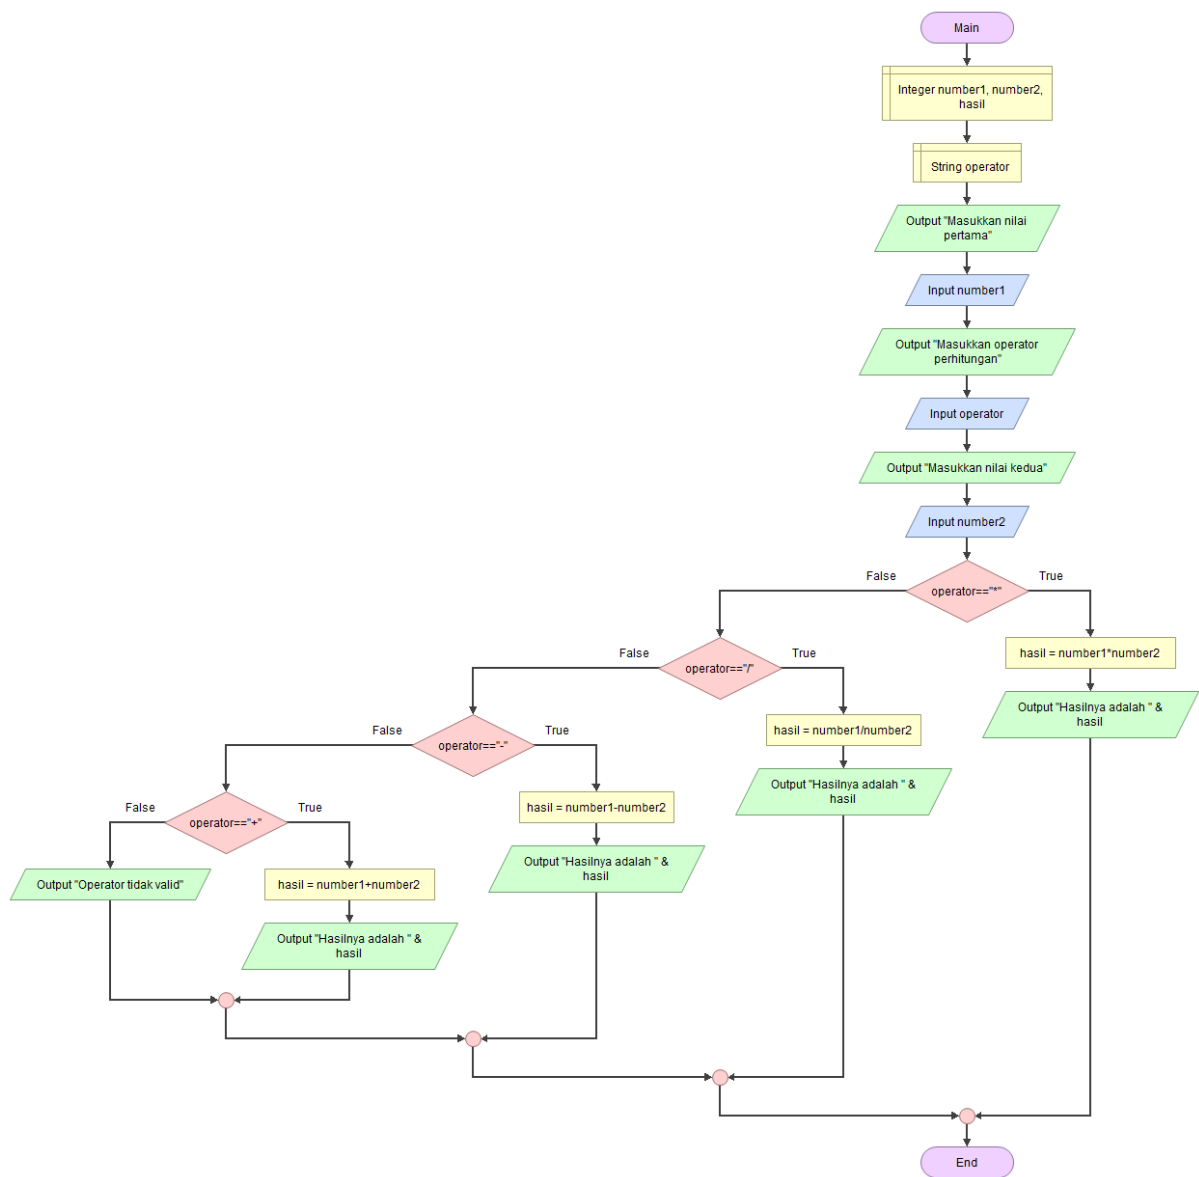 Main
Integer number1, number2,
hasil
String operator
Output "Masukkan nilai
pertama"
Input number1
Output "Masukkan operator
perhitungan"
Input operator
Output "Masukkan nilai kedua"
Input number2
False
operator=="*"
True
hasil = number1*number2
Output "Hasilnya adalah " &
hasil
False
operator=="/"
True
hasil = number1/number2
Output "Hasilnya adalah " &
hasil
False
operator=="-"
True
hasil = number1-number2
Output "Hasilnya adalah " &
hasil
False
operator=="+"
True
Output "Operator tidak valid"
hasil = number1+number2
Output "Hasilnya adalah " &
hasil
End